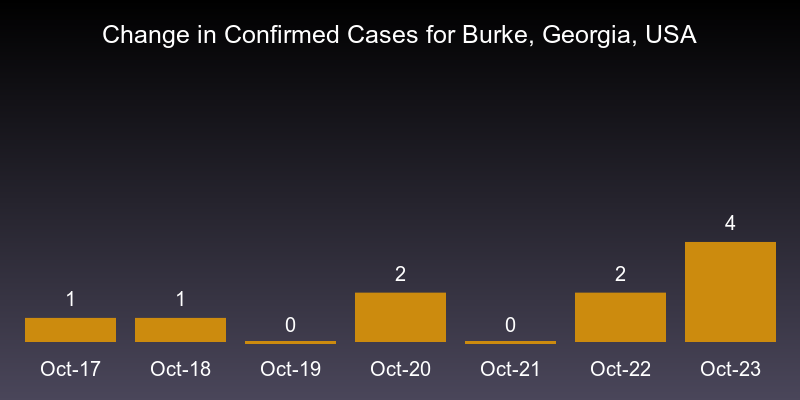 Change in Confirmed Cases for Burke, Georgia, USA
1 1 0 2 0 2 4
Oct-17 Oct-18 Oct-19 Oct-20 Oct-21 Oct-22 Oct-23